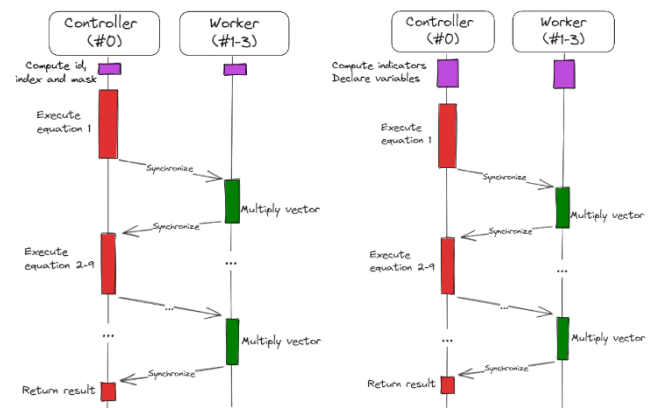 Controller
(#0)
Worker
(#1-3)
Compute id,
index and mask
Execute
equation 1
Synchronize
Multiply vector
Synchronize
Execute
equation 2-9
...
...
...
Multiply vector
Synchronize
Return result
Controller
(#0)
Worker
(#1-3)
Compute indicators
Declare variables
Execute
equation 1
Synchronize
Multiply vector
Synchronize
Execute
equation 2-9
...
...
...
Multiply vector
Synchronize
Return result